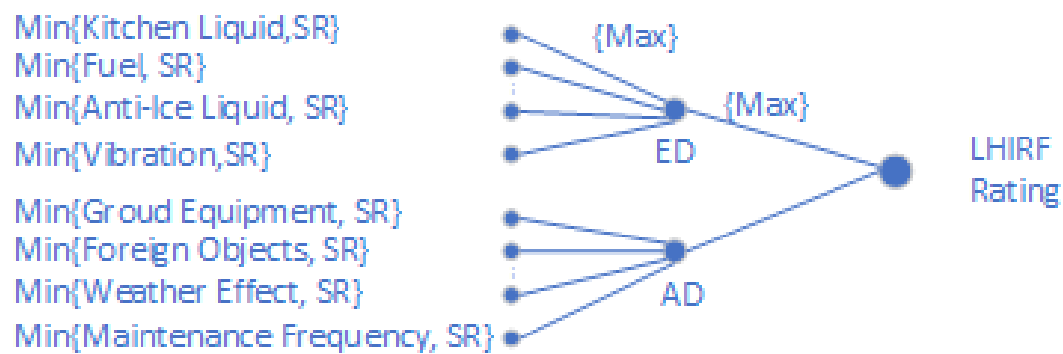 Min{Kitchen Liquid,SR}
{Max}
Min{Fuel, SR}
Min{Anti-Ice Liquid, SR}
{Max}
Min{Vibration,SR}
ED
LHIRF
Rating
Min{Groud Equipment, SR}
Min{Foreign Objects, SR}
Min{Weather Effect, SR}
AD
Min{Maintenance Frequency, SR}